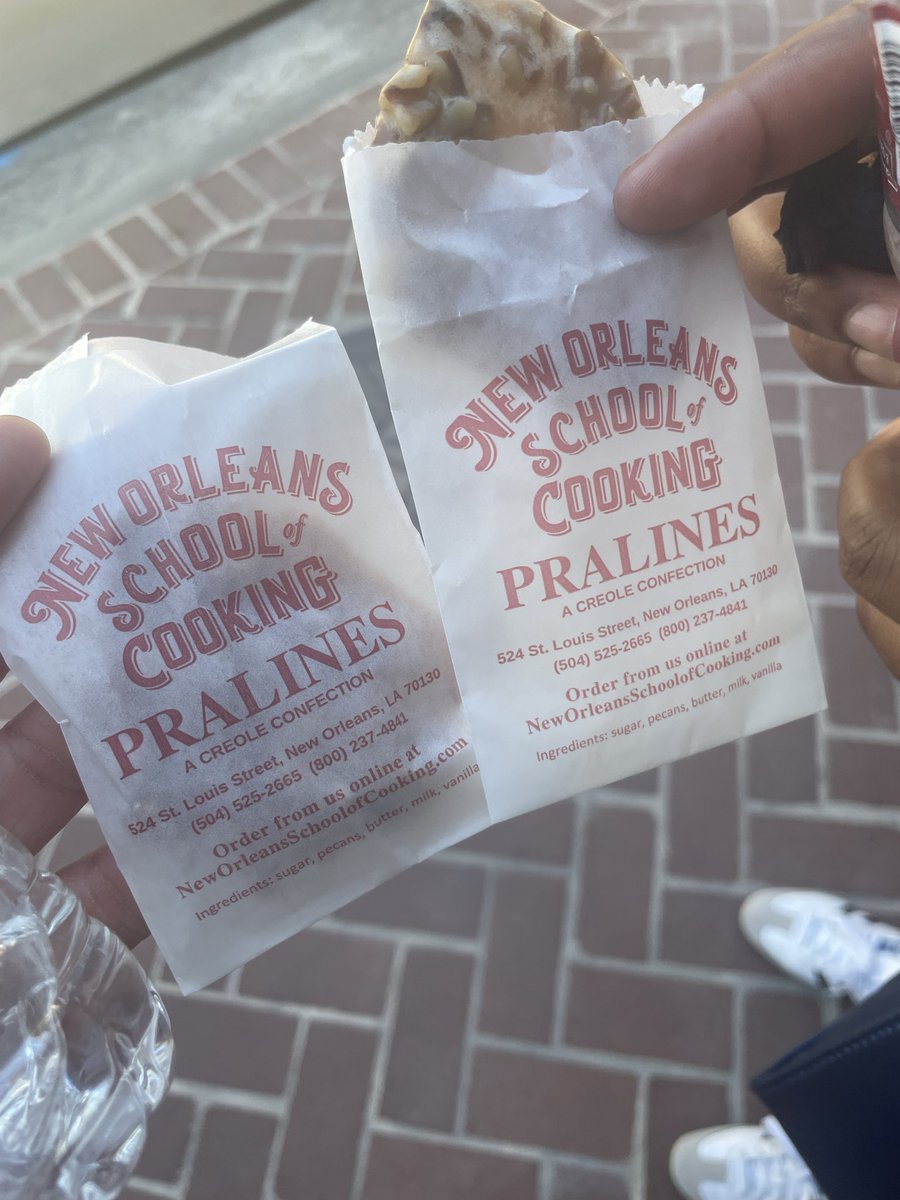 NEW ORLEANS
SCHOOL of
COOKING
PRALINES
A CREOLE CONFECTION
524 St. Louis Street, New Orleans, LA 70130
(504) 525-2665 (800) 237-4841
Order from us online at
NewOrleansSchoolofCooking.com
Ingredients: sugar, pecans, butter, milk, vanilla
NEW ORLEANS
SCHOOL of
COOKING
PRALINES
A CREOLE CONFECTION
524 St. Louis Street, New Orleans, LA 70130
(504) 525-2665 (800) 237-4841
Order from us online at
NewOrleansSchoolofCooking.com
Ingredients: sugar, pecans, butter, milk, vanilla